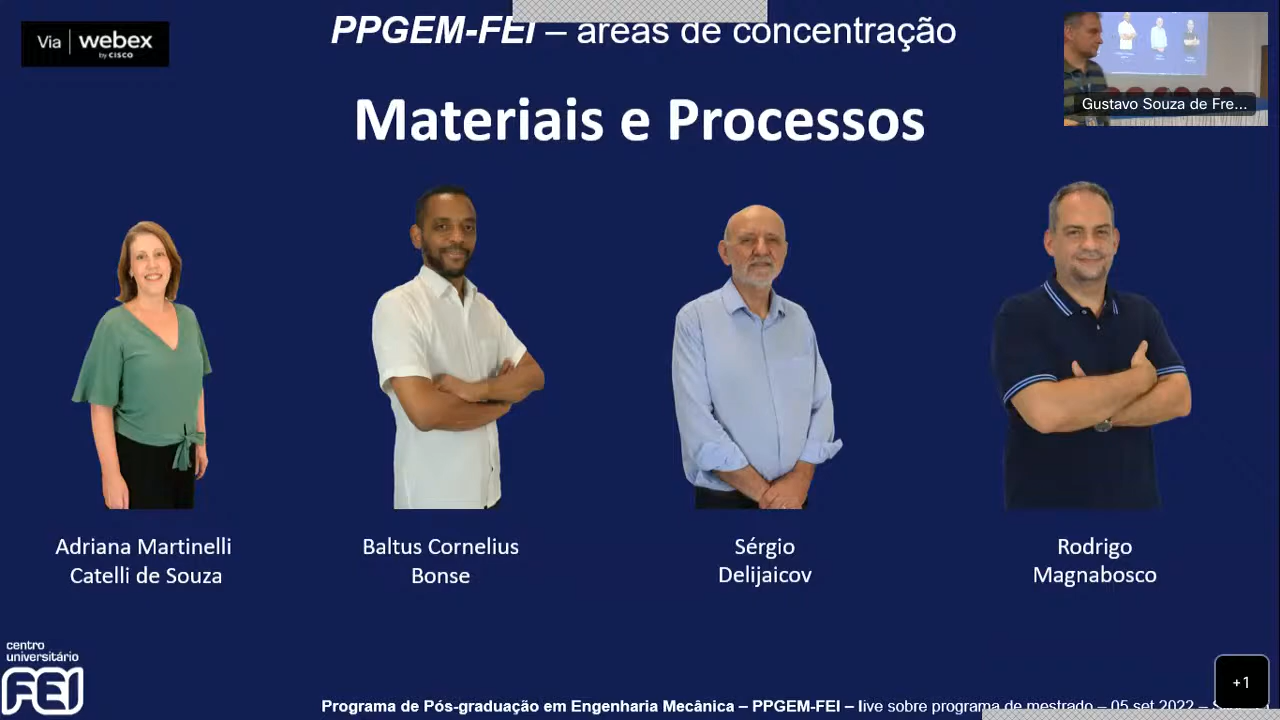 PPGEM-FEI – áreas de concentração
Via | webex
by CISCO
Materiais e Processos
Gustavo Souza de Fre...
Adriana Martinelli
Catelli de Souza
Baltus Cornelius
Bonse
Sérgio
Delijaicov
Rodrigo
Magnabosco
centro
universitário
FEI
+1
Programa de Pós-graduação em Engenharia Mecânica – PPGEM-FEI – live sobre programa de mestrado – 05 set 2022 –